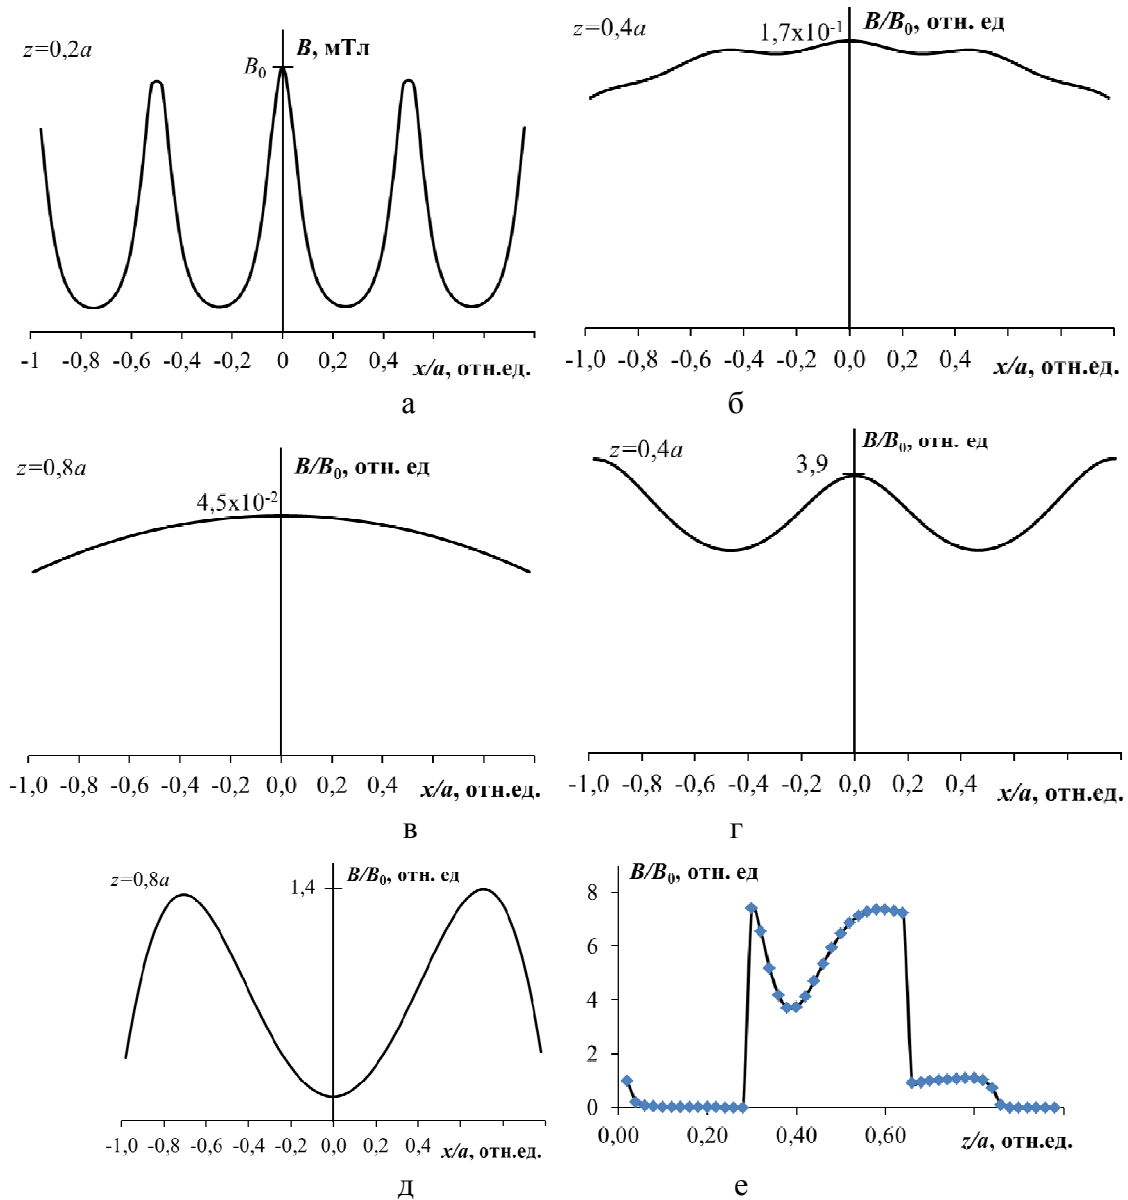 z=0,2a
B, мТл
B₀
-1 -0,8 -0,6 -0,4 -0,2 0 0,2 0,4 x/a, отн.ед.
а
z=0,4a
B/B₀, отн. ед
1,7x10⁻¹
-1,0 -0,8 -0,6 -0,4 -0,2 0,0 0,2 0,4 x/a, отн.ед.
б
z=0,8a
B/B₀, отн. ед
4,5x10⁻²
-1,0 -0,8 -0,6 -0,4 -0,2 0,0 0,2 0,4 x/a, отн.ед.
в
z=0,4a
B/B₀, отн. ед
3,9
-1,0 -0,8 -0,6 -0,4 -0,2 0,0 0,2 0,4 x/a, отн.ед.
г
z=0,8a
B/B₀, отн. ед
1,4
-1,0 -0,8 -0,6 -0,4 -0,2 0,0 0,2 0,4 x/a, отн.ед.
д
B/B₀, отн. ед
8
6
4
2
0
0,00 0,20 0,40 0,60 z/a, отн.ед.
е